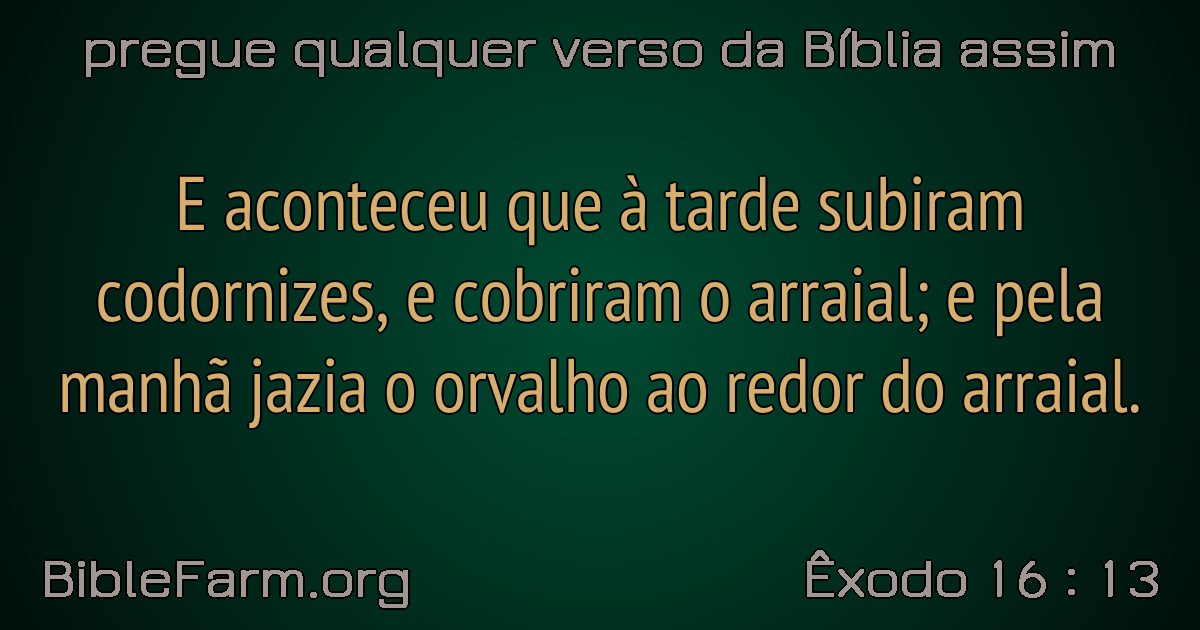 pregue qualquer verso da Bíblia assim
E aconteceu que à tarde subiram
codornizes, e cobriram o arraial; e pela
manhã jazia o orvalho ao redor do arraial.
BibleFarm.org
Êxodo 16 : 13